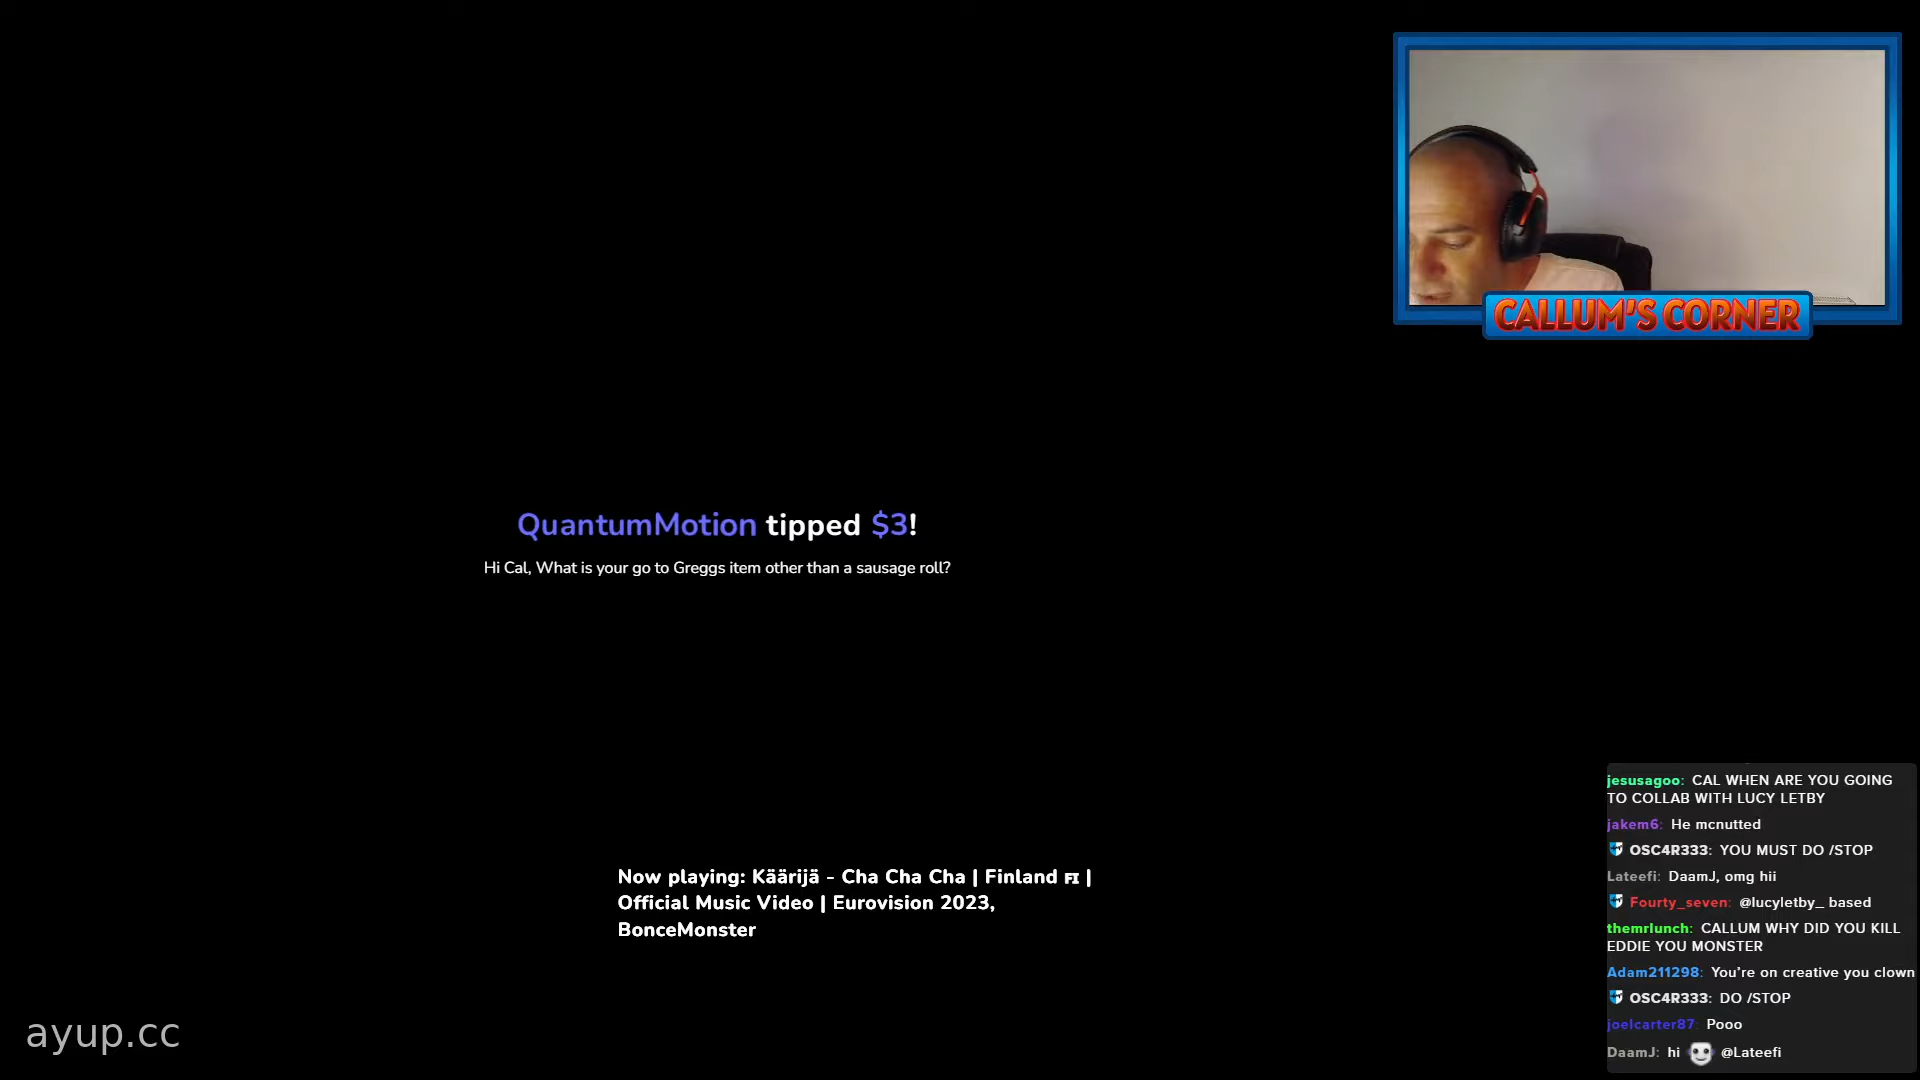 CALLUM'S CORNER
QuantumMotion tipped $3!
Hi Cal, What is your go to Greggs item other than a sausage roll?
Now playing: Käärijä - Cha Cha Cha | Finland 🇫🇮 |
Official Music Video | Eurovision 2023,
BonceMonster
jesusagoo: CAL WHEN ARE YOU GOING
TO COLLAB WITH LUCY LETBY
jakem6: He mcnutted
OSC4R333: YOU MUST DO /STOP
Lateefi: DaamJ, omg hii
Fourty_seven: @lucyletby_ based
themrlunch: CALLUM WHY DID YOU KILL
EDDIE YOU MONSTER
Adam211298: You're on creative you clown
OSC4R333: DO /STOP
joelcarter87: Pooo
DaamJ: hi @Lateefi
ayup.cc